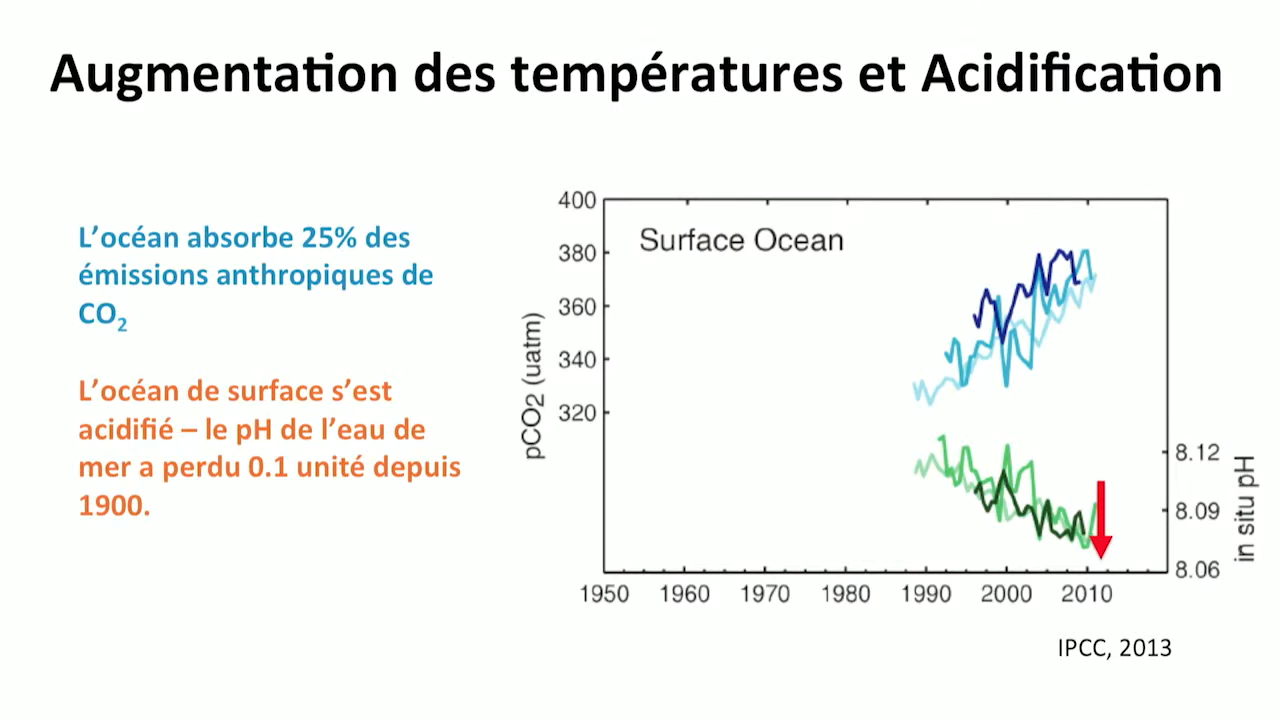 Augmentation des températures et Acidification
L’océan absorbe 25% des
émissions anthropiques de
CO2
L’océan de surface s’est
acidifié – le pH de l’eau de
mer a perdu 0.1 unité depuis
1900.
Surface Ocean
pCO2 (uatm)
400
380
360
340
320
8.12
8.09
8.06
in situ pH
1950 1960 1970 1980 1990 2000 2010
IPCC, 2013